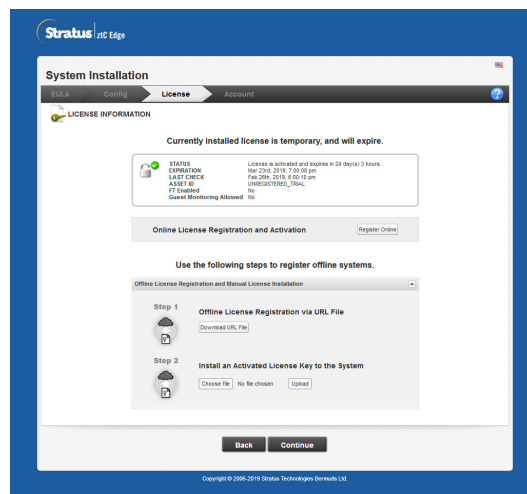 Stratus ztC Edge
System Installation
EULA Config License Account
LICENSE INFORMATION
Currently installed license is temporary, and will expire.
STATUS License is activated and expires in 24 day(s) 3 hours .
EXPIRATION Mar 23rd, 2019, 7:00:08 pm
LAST CHECK Feb 26th, 2019, 6:00:10 pm
ASSET ID UNREGISTERED_TRIAL
FT Enabled No
Guest Monitoring Allowed No
Online License Registration and Activation Register Online
Use the following steps to register offline systems.
Offline License Registration and Manual License Installation
Step 1
Offline License Registration via URL File
Download URL File
Step 2
Install an Activated License Key to the System
Choose file No file chosen Upload
Back Continue
Copyright © 2006-2019 Stratus Technologies Bermuda Ltd.